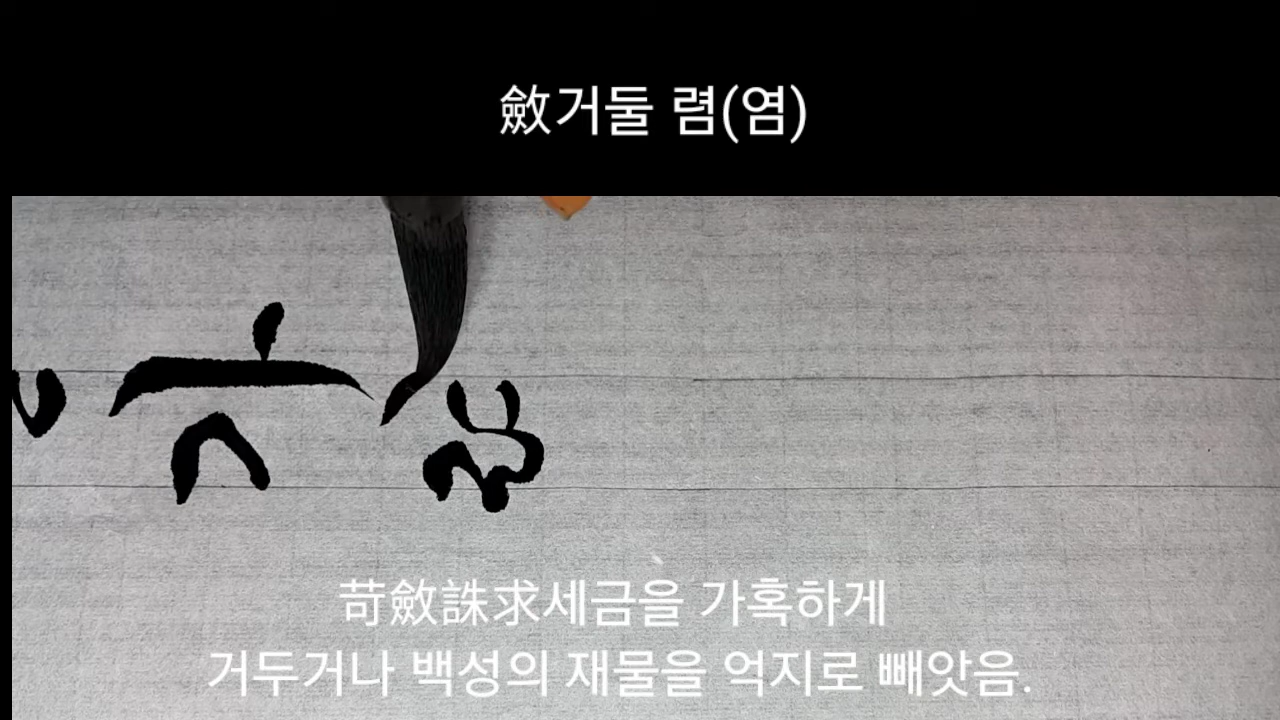 斂거둘 렴(염)
苛斂誅求세금을 가혹하게
거두거나 백성의 재물을 억지로 빼앗음.